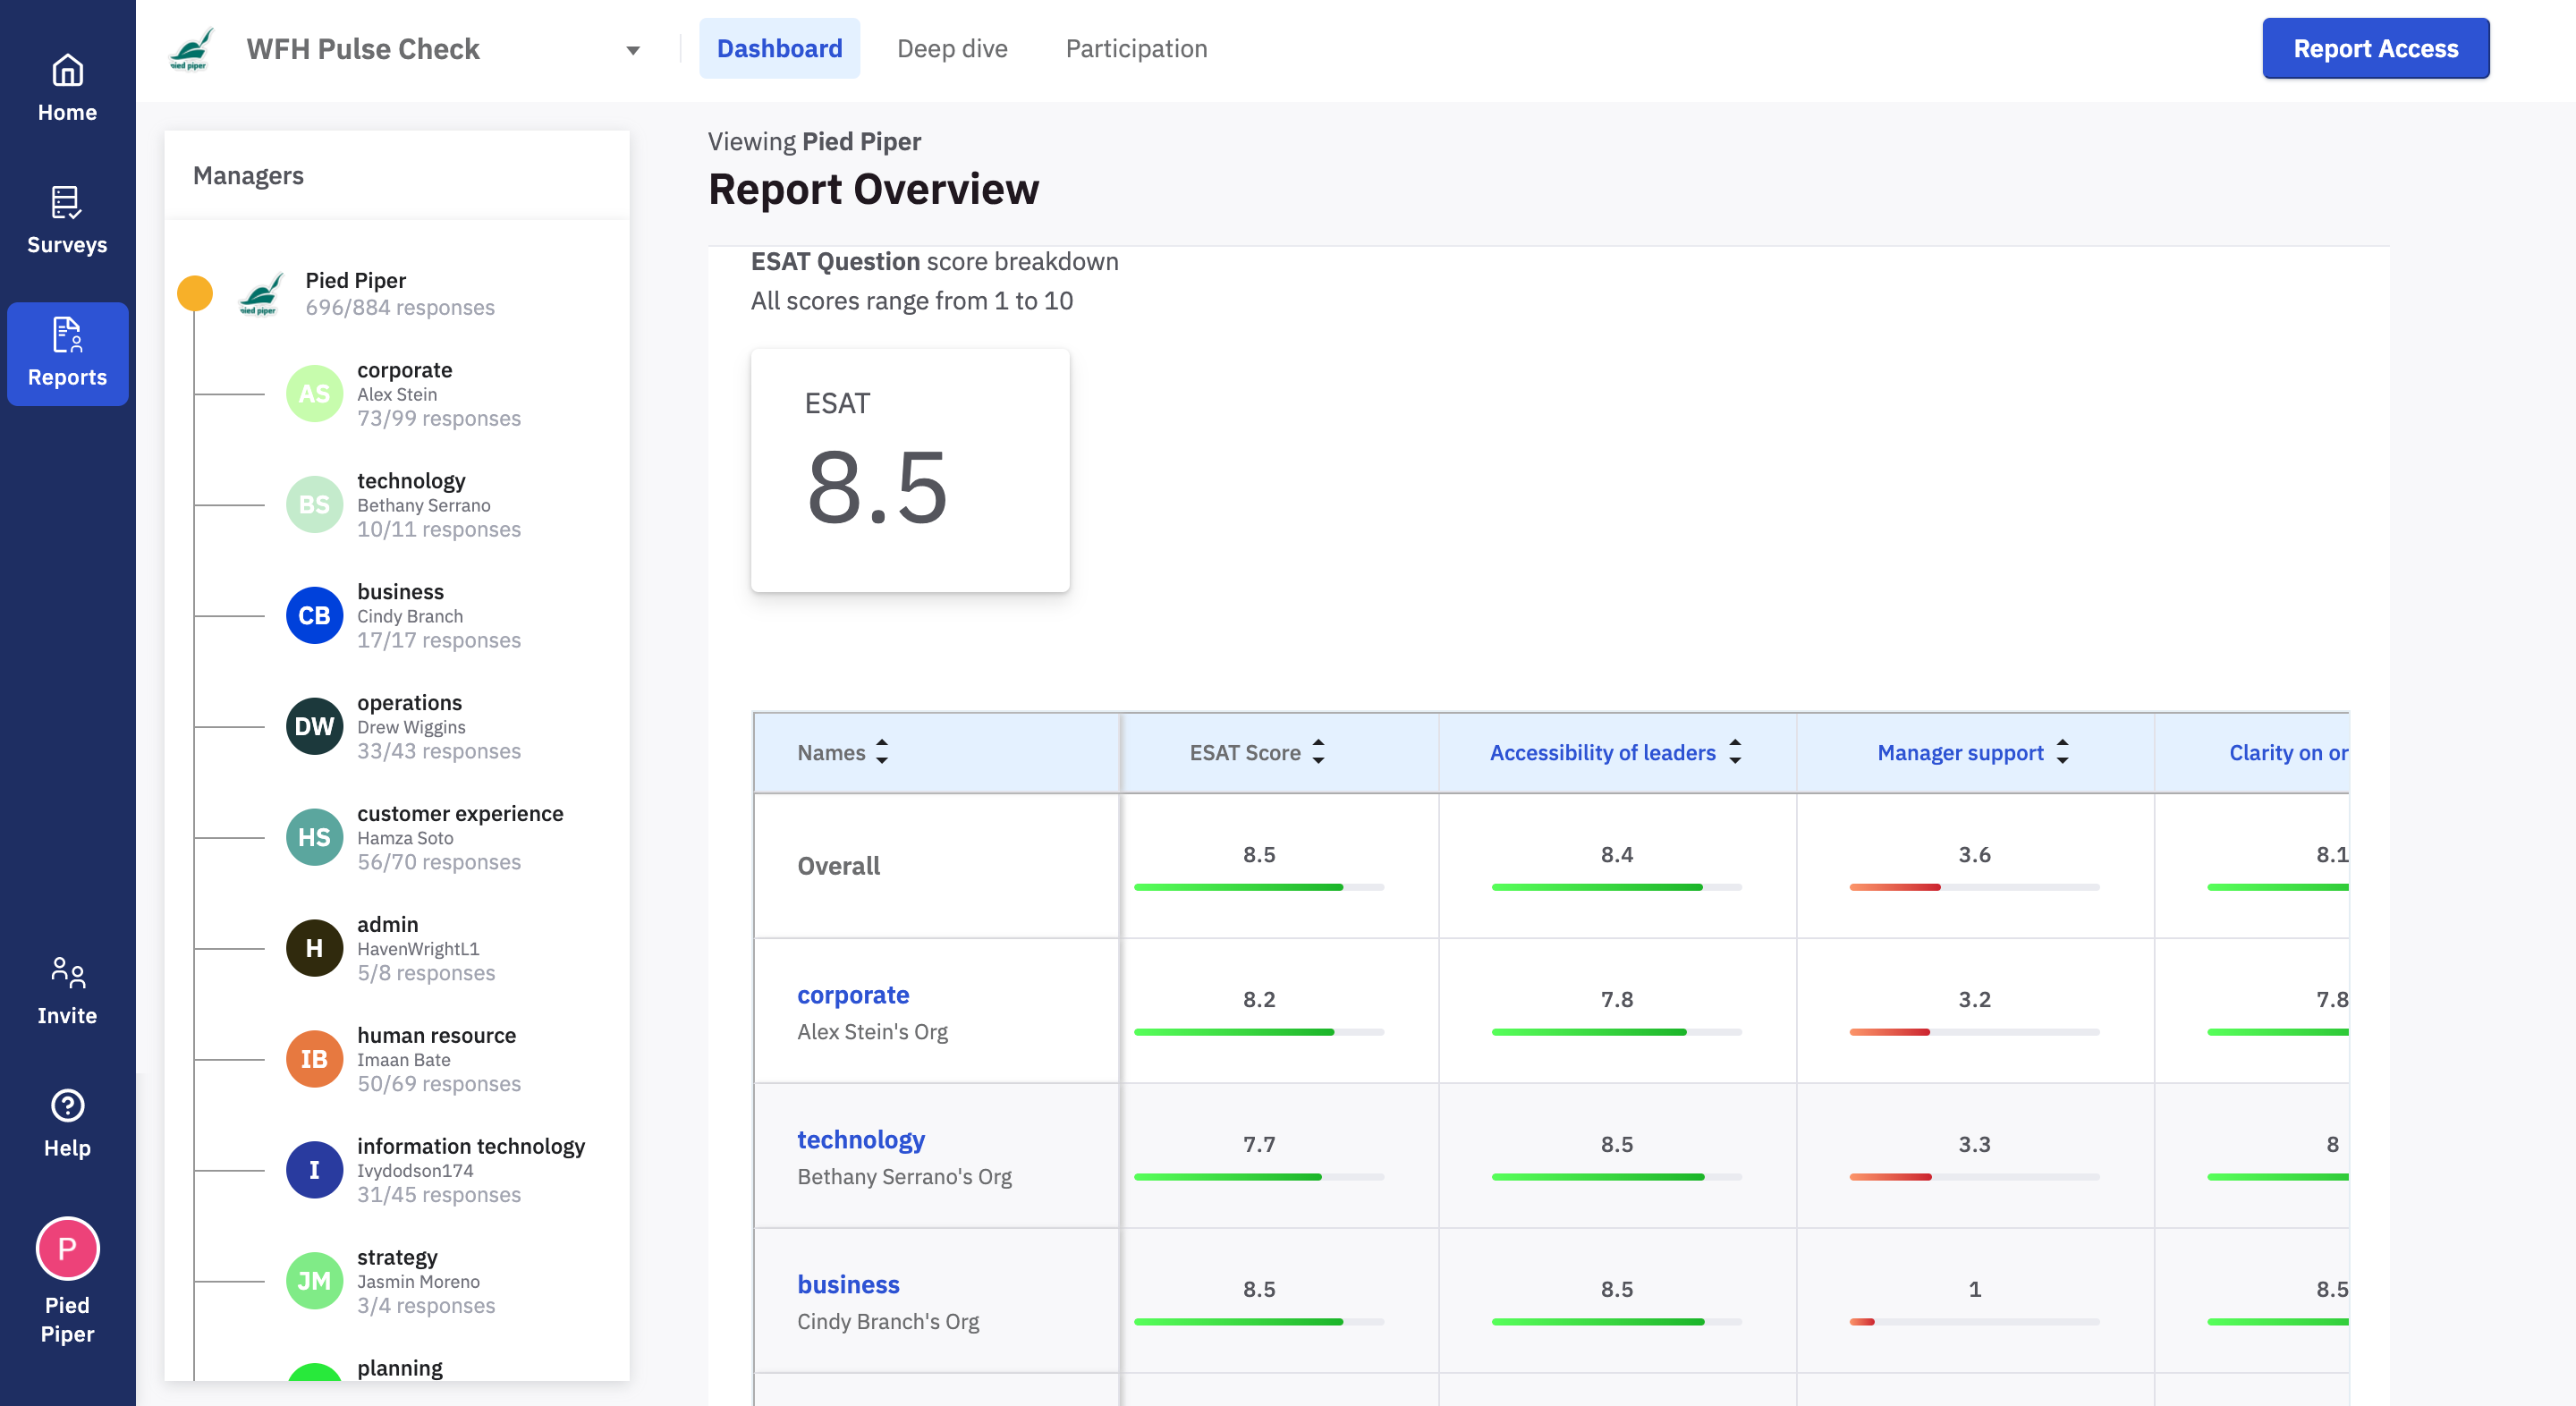 Home
Surveys
Reports
Invite
Help
P
Pied
Piper
pied piper
WFH Pulse Check
Dashboard
Deep dive
Participation
Report Access
Managers
pied piper
Pied Piper
696/884 responses
AS
corporate
Alex Stein
73/99 responses
BS
technology
Bethany Serrano
10/11 responses
CB
business
Cindy Branch
17/17 responses
DW
operations
Drew Wiggins
33/43 responses
HS
customer experience
Hamza Soto
56/70 responses
H
admin
HavenWrightL1
5/8 responses
IB
human resource
Imaan Bate
50/69 responses
I
information technology
Ivydodson174
31/45 responses
JM
strategy
Jasmin Moreno
3/4 responses
planning
Viewing Pied Piper
Report Overview
ESAT Question score breakdown
All scores range from 1 to 10
ESAT
8.5
Names ESAT Score Accessibility of leaders Manager support Clarity on or
Overall 8.5 8.4 3.6 8.1
corporate
Alex Stein's Org
8.2 7.8 3.2 7.8
technology
Bethany Serrano's Org
7.7 8.5 3.3 8
business
Cindy Branch's Org
8.5 8.5 1 8.5